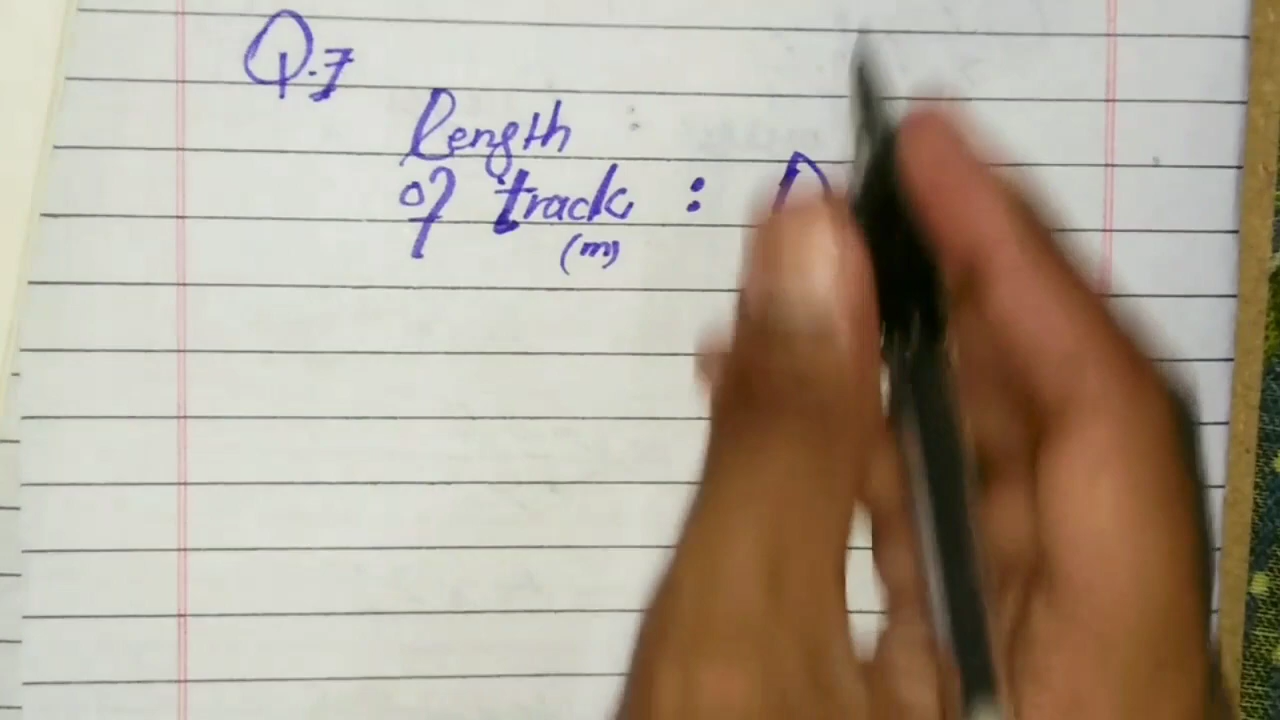 Q.7
Length
of track :
(m)